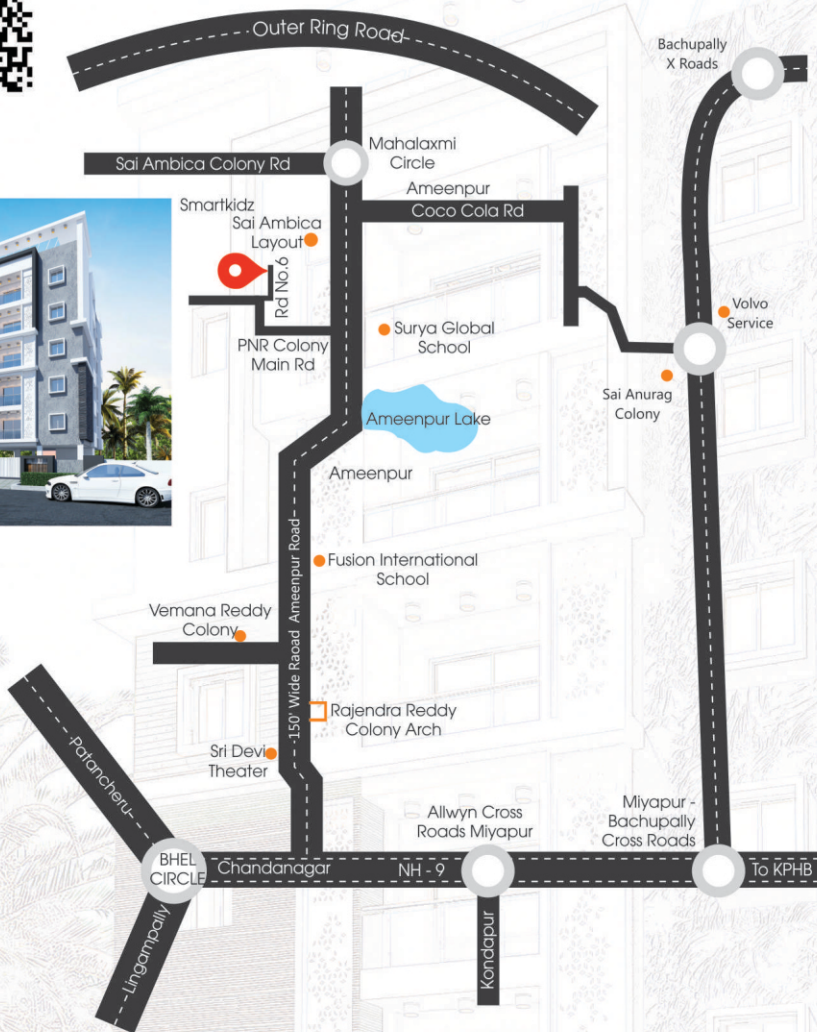 Outer Ring Road
Bachupally
X Roads
Mahalaxmi
Circle
Sai Ambica Colony Rd
Ameenpur
Coco Cola Rd
Smartkidz
Sai Ambica
Layout
Rd No.6
Volvo
Service
Surya Global
School
PNR Colony
Main Rd
Sai Anurag
Colony
Ameenpur Lake
Ameenpur
150' Wide Raoad Ameenpur Road
Fusion International
School
Vemana Reddy
Colony
Rajendra Reddy
Colony Arch
Sri Devi
Theater
Patancheru
Allwyn Cross
Roads Miyapur
Miyapur -
Bachupally
Cross Roads
BHEL
CIRCLE
Chandanagar
NH - 9
To KPHB
Lingampally
Kondapur